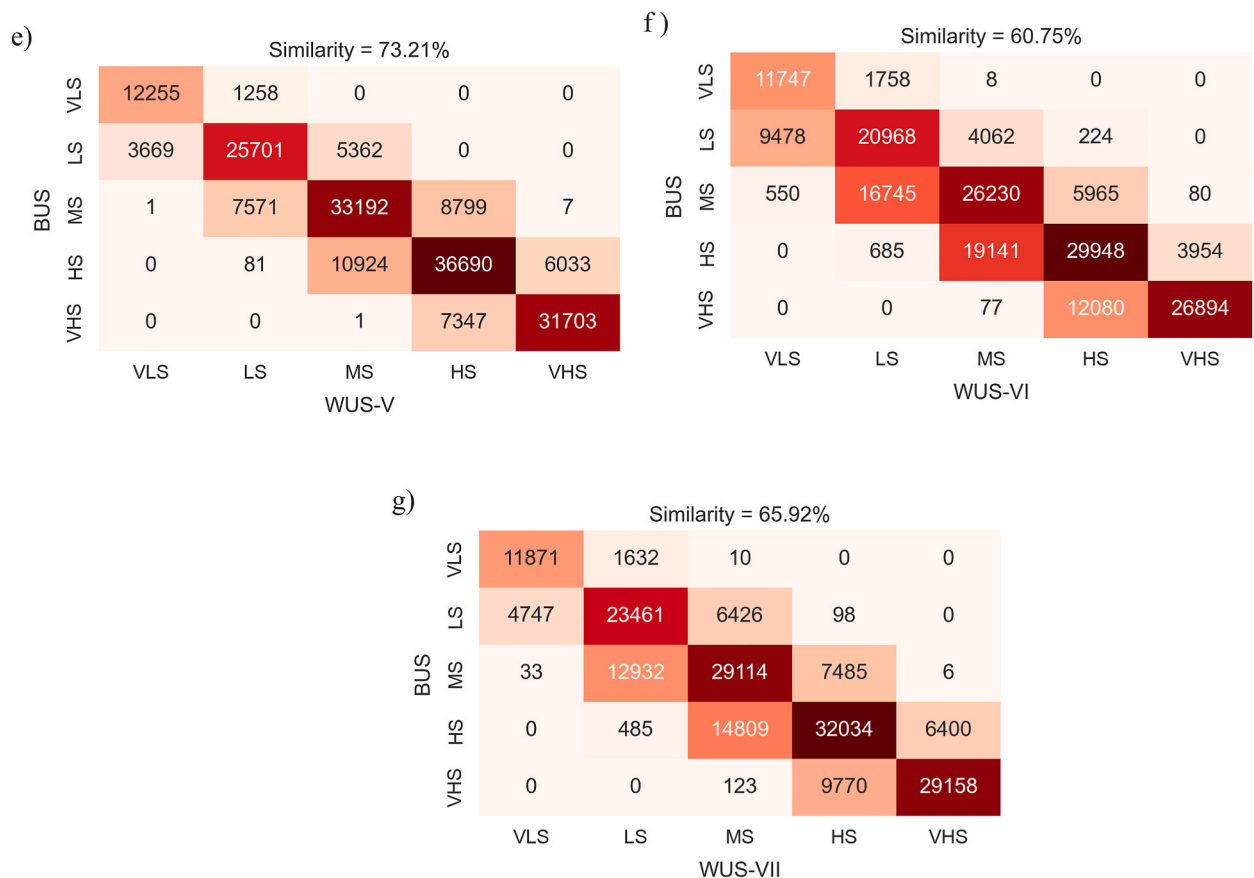 e)
Similarity = 73.21%
VLS 12255 1258 0 0 0
LS 3669 25701 5362 0 0
MS 1 7571 33192 8799 7
HS 0 81 10924 36690 6033
VHS 0 0 1 7347 31703
BUS
VLS LS MS HS VHS
WUS-V
f )
Similarity = 60.75%
VLS 11747 1758 8 0 0
LS 9478 20968 4062 224 0
MS 550 16745 26230 5965 80
HS 0 685 19141 29948 3954
VHS 0 0 77 12080 26894
BUS
VLS LS MS HS VHS
WUS-VI
g)
Similarity = 65.92%
VLS 11871 1632 10 0 0
LS 4747 23461 6426 98 0
MS 33 12932 29114 7485 6
HS 0 485 14809 32034 6400
VHS 0 0 123 9770 29158
BUS
VLS LS MS HS VHS
WUS-VII